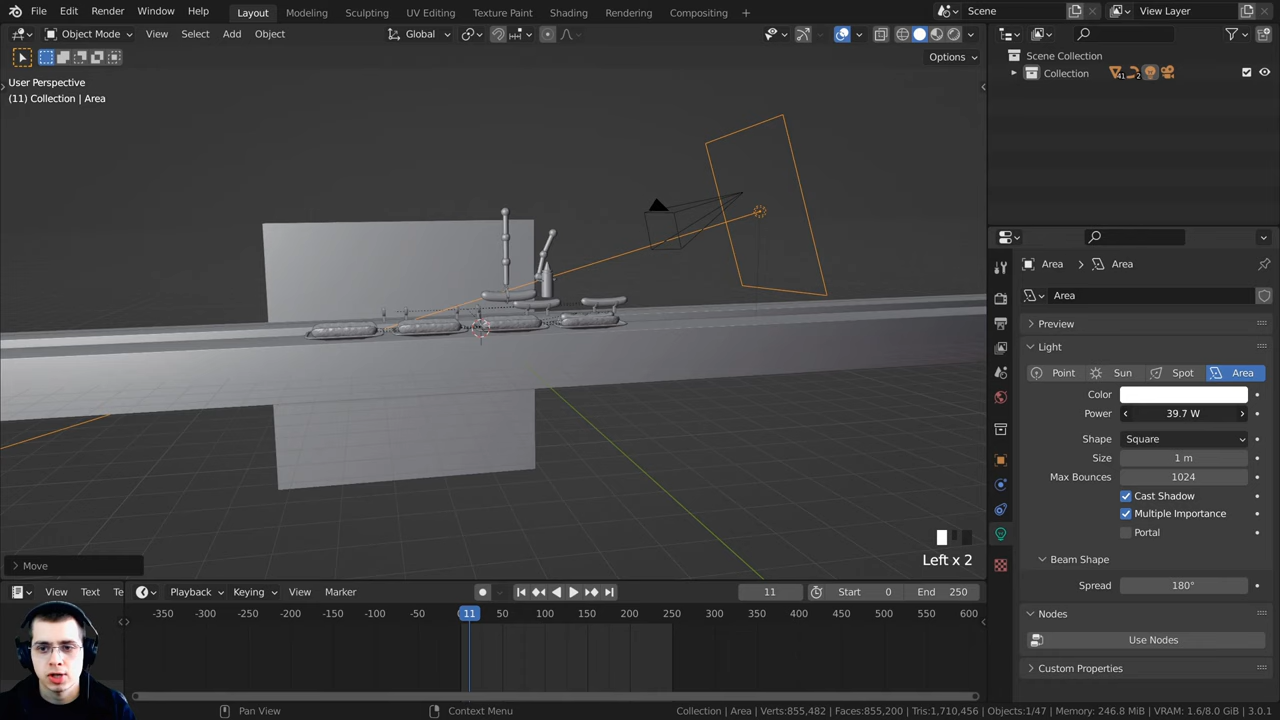 File Edit Render Window Help Layout Modeling Sculpting UV Editing Texture Paint Shading Rendering Compositing + Scene View Layer
Object Mode View Select Add Object Global
Options
User Perspective
(11) Collection | Area
Scene Collection
Collection 41 2
Area Area
Area
Preview
Light
Point Sun Spot Area
Color
Power 39.7 W
Shape Square
Size 1 m
Max Bounces 1024
Cast Shadow
Multiple Importance
Portal
Beam Shape
Spread 180°
Nodes
Use Nodes
Custom Properties
Left x 2
Move
View Text Playback Keying View Marker 11 Start 0 End 250
-350 -300 -250 -200 -150 -100 -50 11 50 100 150 200 250 300 350 400 450 500 550 600
Pan View Context Menu Collection | Area | Verts:855,482 | Faces:855,200 | Tris:1,710,456 | Objects:1/47 | Memory: 246.8 MiB | VRAM: 1.6/8.0 GiB | 3.0.1